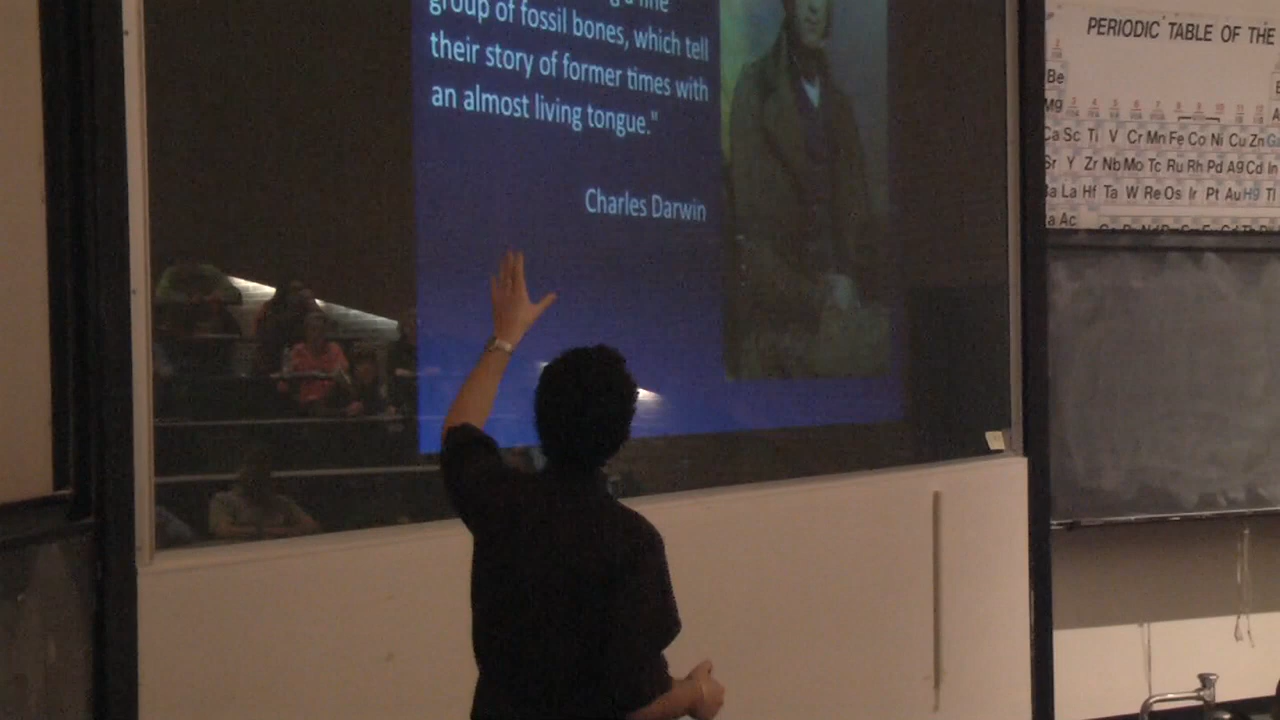 a fine
group of fossil bones, which tell
their story of former times with
an almost living tongue."
Charles Darwin
PERIODIC TABLE OF THE
Be
Mg
Ca Sc Ti V Cr Mn Fe Co Ni Cu Zn Ga
Sr Y Zr Nb Mo Tc Ru Rh Pd Ag Cd In
Ba La Hf Ta W Re Os Ir Pt Au Hg Tl
Ra Ac